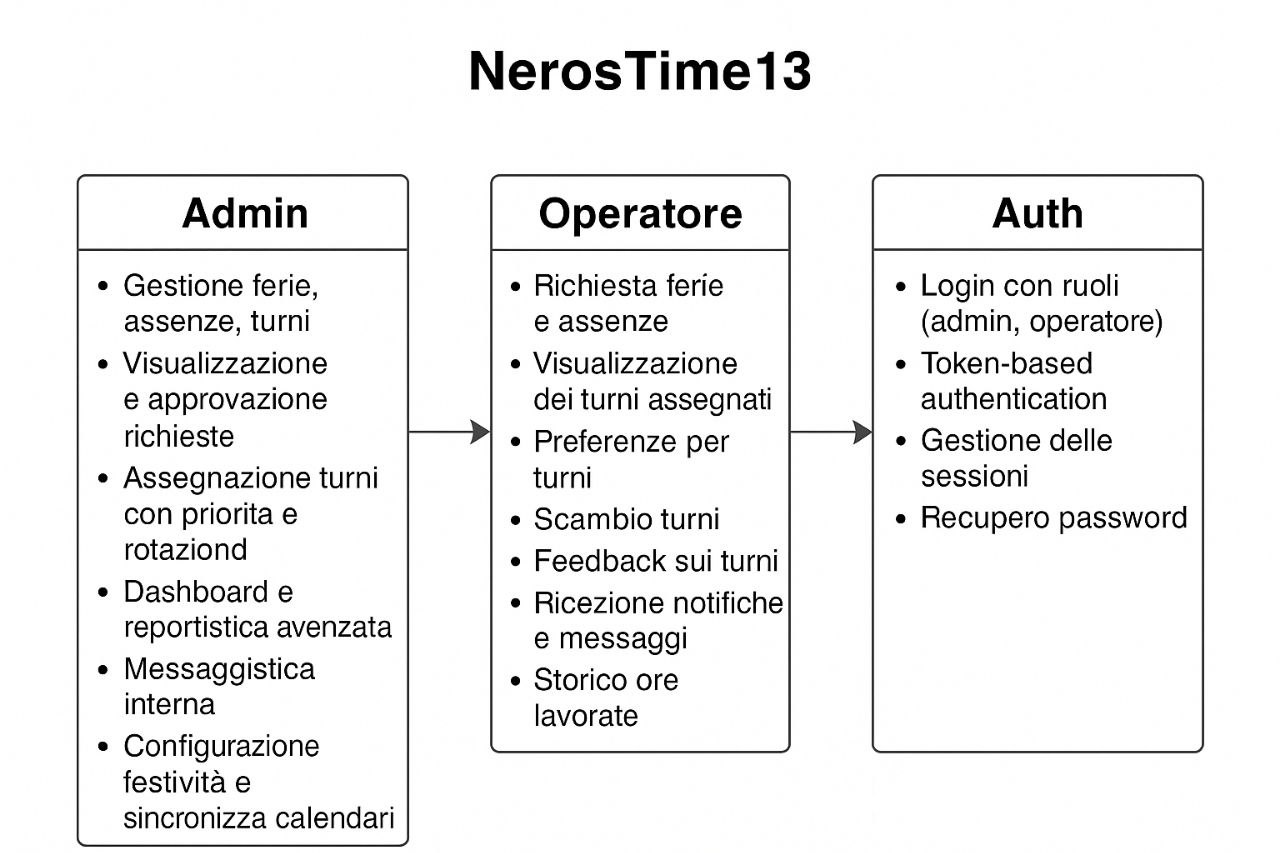 NerosTime13
Admin
• Gestione ferie,
assenze, turni
• Visualizzazione
e approvazione
richieste
• Assegnazione turni
con priorita e
rotaziond
• Dashboard e
reportistica avenzata
• Messaggistica
interna
• Configurazione
festività e
sincronizza calendari
Operatore
• Richiesta feríe
e assenze
• Visualizzazione
dei turni assegnati
• Preferenze per
turni
• Scambio turni
• Feedback sui turni
• Ricezione notifiche
e messaggi
• Storico ore
lavorate
Auth
• Login con ruoli
(admin, operatore)
• Token-based
authentication
• Gestione delle
sessioni
• Recupero password